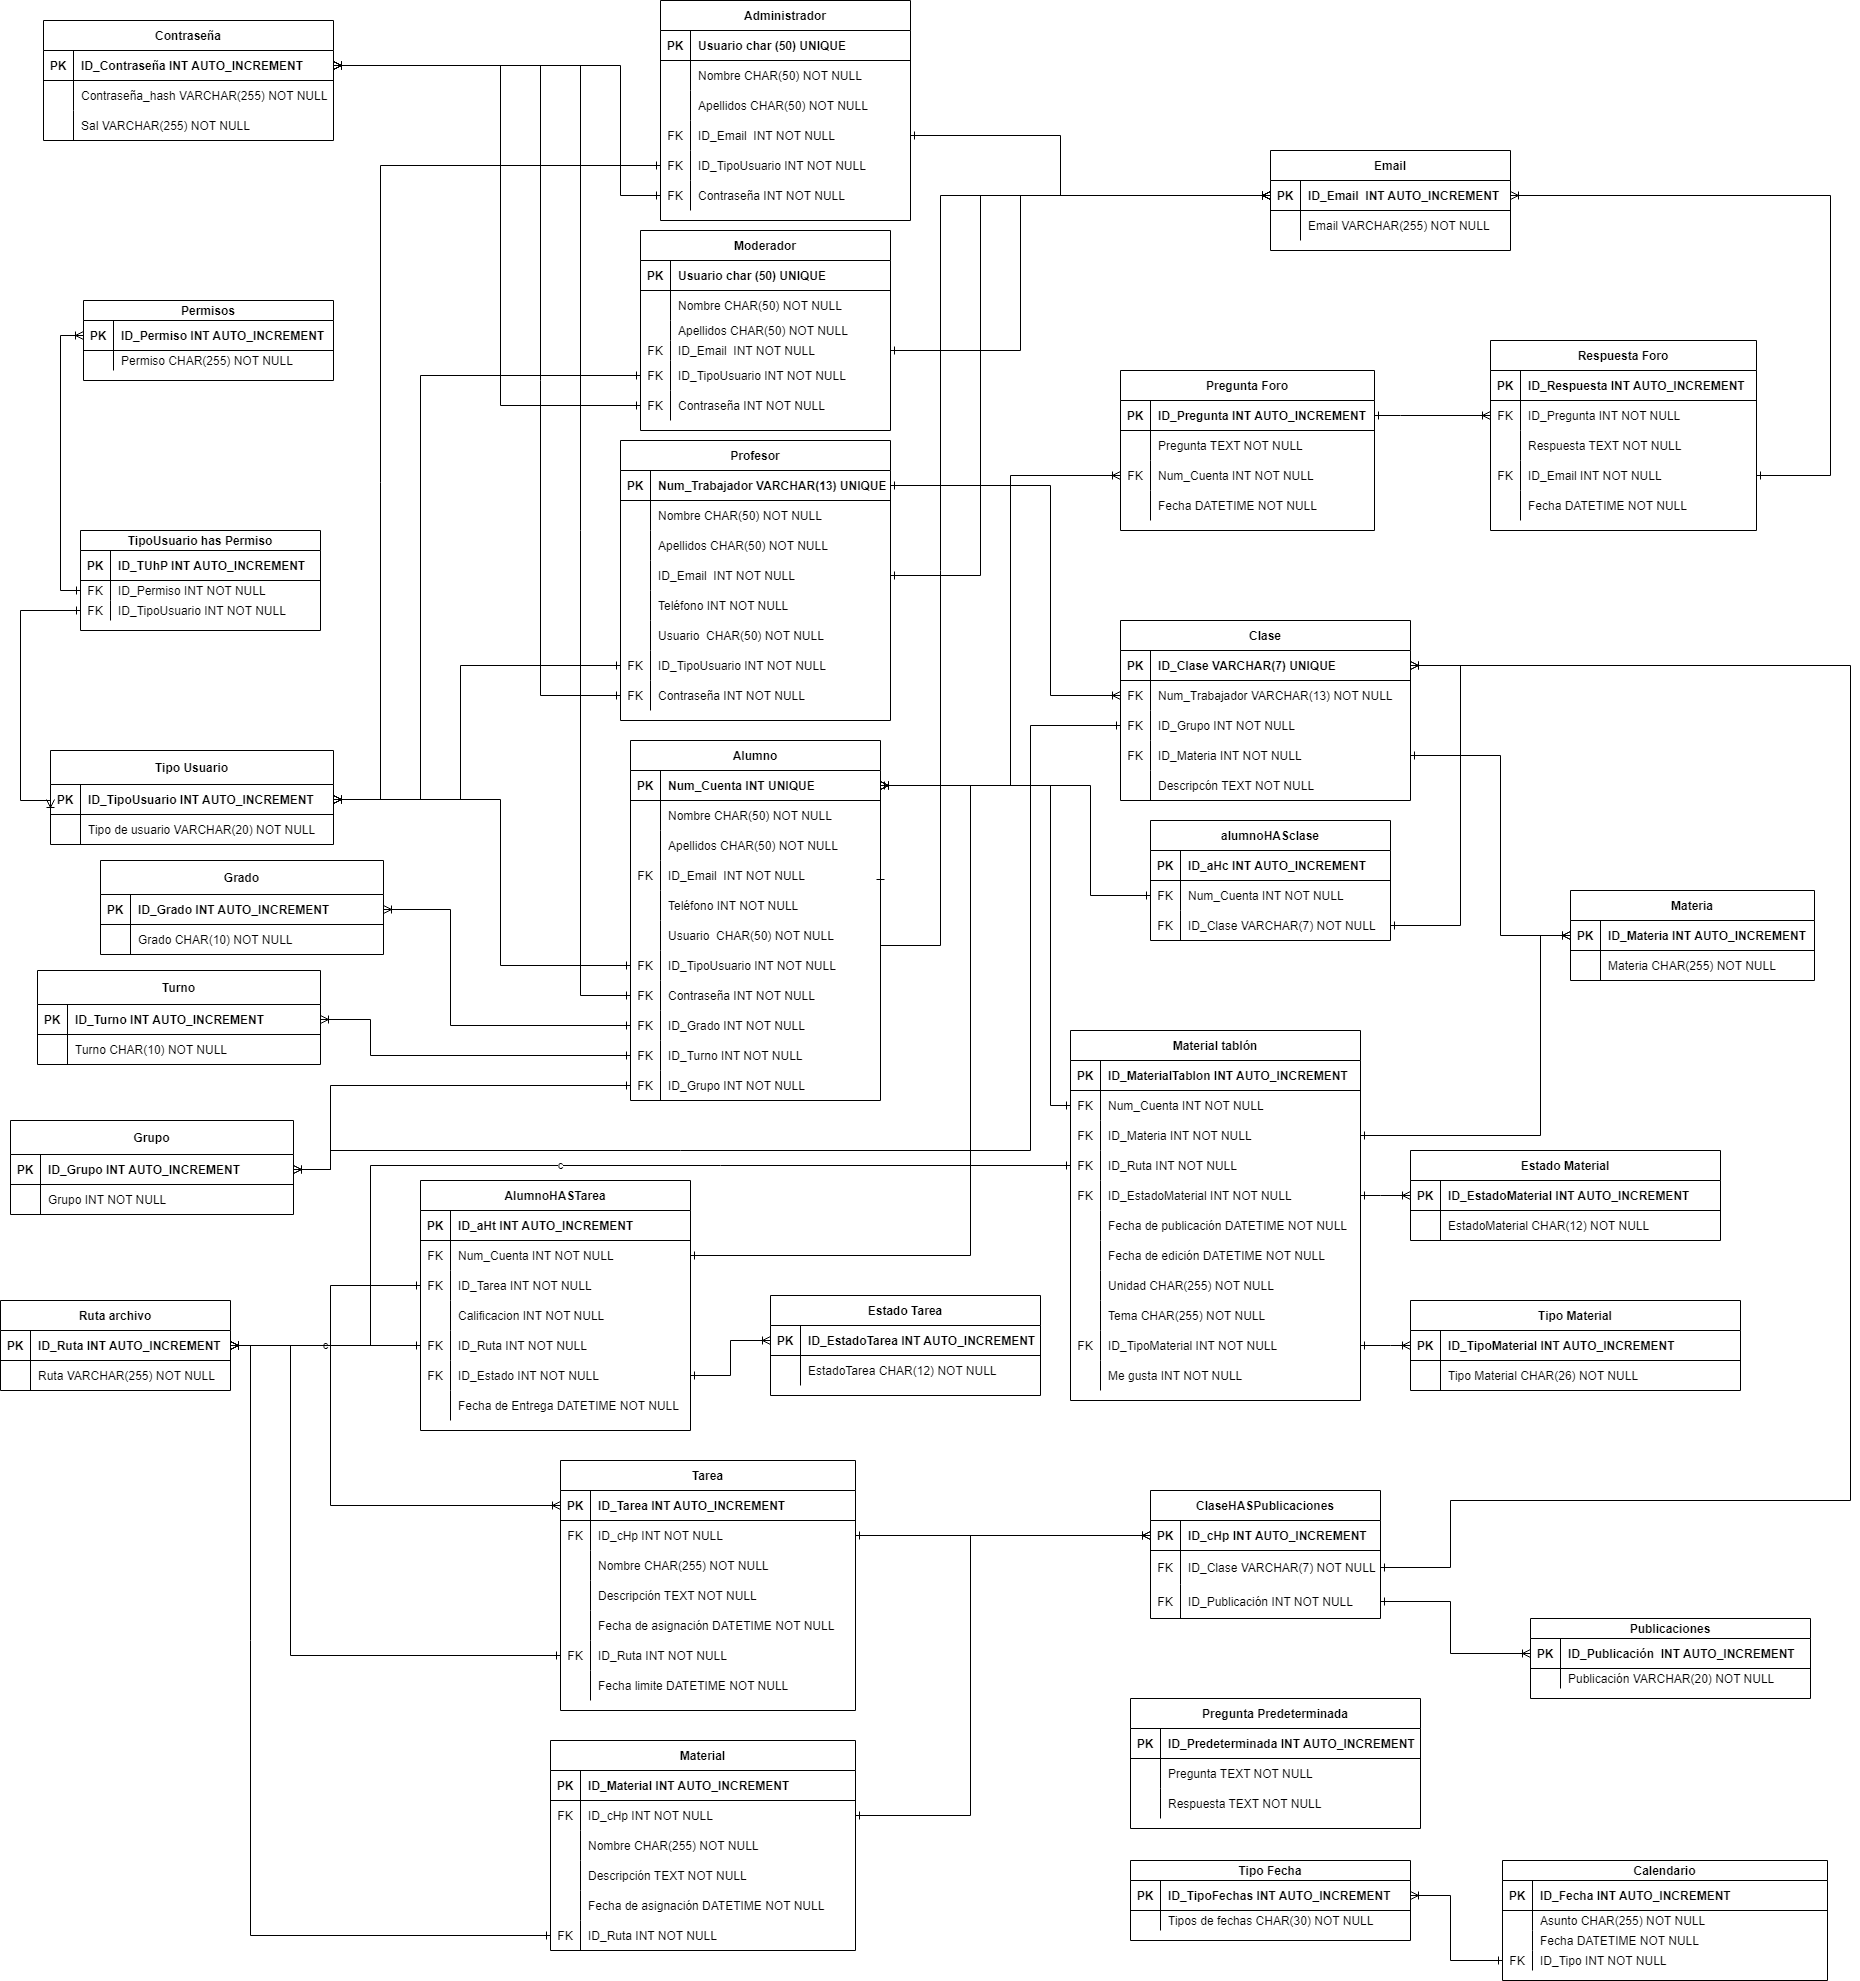 Contraseña
PK ID_Contraseña INT AUTO_INCREMENT
Contraseña_hash VARCHAR(255) NOT NULL
Sal VARCHAR(255) NOT NULL
Administrador
PK Usuario char (50) UNIQUE
Nombre CHAR(50) NOT NULL
Apellidos CHAR(50) NOT NULL
FK ID_Email  INT NOT NULL
FK ID_TipoUsuario INT NOT NULL
FK Contraseña INT NOT NULL
Email
PK ID_Email  INT AUTO_INCREMENT
Email VARCHAR(255) NOT NULL
Moderador
PK Usuario char (50) UNIQUE
Nombre CHAR(50) NOT NULL
Apellidos CHAR(50) NOT NULL
FK ID_Email  INT NOT NULL
FK ID_TipoUsuario INT NOT NULL
FK Contraseña INT NOT NULL
Permisos
PK ID_Permiso INT AUTO_INCREMENT
Permiso CHAR(255) NOT NULL
Pregunta Foro
PK ID_Pregunta INT AUTO_INCREMENT
Pregunta TEXT NOT NULL
FK Num_Cuenta INT NOT NULL
Fecha DATETIME NOT NULL
Respuesta Foro
PK ID_Respuesta INT AUTO_INCREMENT
FK ID_Pregunta INT NOT NULL
Respuesta TEXT NOT NULL
FK ID_Email INT NOT NULL
Fecha DATETIME NOT NULL
Profesor
PK Num_Trabajador VARCHAR(13) UNIQUE
Nombre CHAR(50) NOT NULL
Apellidos CHAR(50) NOT NULL
ID_Email  INT NOT NULL
Teléfono INT NOT NULL
Usuario  CHAR(50) NOT NULL
FK ID_TipoUsuario INT NOT NULL
FK Contraseña INT NOT NULL
TipoUsuario has Permiso
PK ID_TUhP INT AUTO_INCREMENT
FK ID_Permiso INT NOT NULL
FK ID_TipoUsuario INT NOT NULL
Clase
PK ID_Clase VARCHAR(7) UNIQUE
FK Num_Trabajador VARCHAR(13) NOT NULL
FK ID_Grupo INT NOT NULL
FK ID_Materia INT NOT NULL
Descripcón TEXT NOT NULL
Tipo Usuario
PK ID_TipoUsuario INT AUTO_INCREMENT
Tipo de usuario VARCHAR(20) NOT NULL
Alumno
PK Num_Cuenta INT UNIQUE
Nombre CHAR(50) NOT NULL
Apellidos CHAR(50) NOT NULL
FK ID_Email  INT NOT NULL
Teléfono INT NOT NULL
Usuario  CHAR(50) NOT NULL
FK ID_TipoUsuario INT NOT NULL
FK Contraseña INT NOT NULL
FK ID_Grado INT NOT NULL
FK ID_Turno INT NOT NULL
FK ID_Grupo INT NOT NULL
alumnoHASclase
PK ID_aHc INT AUTO_INCREMENT
FK Num_Cuenta INT NOT NULL
FK ID_Clase VARCHAR(7) NOT NULL
Grado
PK ID_Grado INT AUTO_INCREMENT
Grado CHAR(10) NOT NULL
Materia
PK ID_Materia INT AUTO_INCREMENT
Materia CHAR(255) NOT NULL
Turno
PK ID_Turno INT AUTO_INCREMENT
Turno CHAR(10) NOT NULL
Material tablón
PK ID_MaterialTablon INT AUTO_INCREMENT
FK Num_Cuenta INT NOT NULL
FK ID_Materia INT NOT NULL
FK ID_Ruta INT NOT NULL
FK ID_EstadoMaterial INT NOT NULL
Fecha de publicación DATETIME NOT NULL
Fecha de edición DATETIME NOT NULL
Unidad CHAR(255) NOT NULL
Tema CHAR(255) NOT NULL
FK ID_TipoMaterial INT NOT NULL
Me gusta INT NOT NULL
Grupo
PK ID_Grupo INT AUTO_INCREMENT
Grupo INT NOT NULL
c
Estado Material
PK ID_EstadoMaterial INT AUTO_INCREMENT
EstadoMaterial CHAR(12) NOT NULL
AlumnoHASTarea
PK ID_aHt INT AUTO_INCREMENT
FK Num_Cuenta INT NOT NULL
FK ID_Tarea INT NOT NULL
Calificacion INT NOT NULL
FK ID_Ruta INT NOT NULL
FK ID_Estado INT NOT NULL
Fecha de Entrega DATETIME NOT NULL
Ruta archivo
PK ID_Ruta INT AUTO_INCREMENT
Ruta VARCHAR(255) NOT NULL
c
Estado Tarea
PK ID_EstadoTarea INT AUTO_INCREMENT
EstadoTarea CHAR(12) NOT NULL
Tipo Material
PK ID_TipoMaterial INT AUTO_INCREMENT
Tipo Material CHAR(26) NOT NULL
Tarea
PK ID_Tarea INT AUTO_INCREMENT
FK ID_cHp INT NOT NULL
Nombre CHAR(255) NOT NULL
Descripción TEXT NOT NULL
Fecha de asignación DATETIME NOT NULL
FK ID_Ruta INT NOT NULL
Fecha limite DATETIME NOT NULL
ClaseHASPublicaciones
PK ID_cHp INT AUTO_INCREMENT
FK ID_Clase VARCHAR(7) NOT NULL
FK ID_Publicación INT NOT NULL
Publicaciones
PK ID_Publicación  INT AUTO_INCREMENT
Publicación VARCHAR(20) NOT NULL
Pregunta Predeterminada
PK ID_Predeterminada INT AUTO_INCREMENT
Pregunta TEXT NOT NULL
Respuesta TEXT NOT NULL
Material
PK ID_Material INT AUTO_INCREMENT
FK ID_cHp INT NOT NULL
Nombre CHAR(255) NOT NULL
Descripción TEXT NOT NULL
Fecha de asignación DATETIME NOT NULL
FK ID_Ruta INT NOT NULL
Tipo Fecha
PK ID_TipoFechas INT AUTO_INCREMENT
Tipos de fechas CHAR(30) NOT NULL
Calendario
PK ID_Fecha INT AUTO_INCREMENT
Asunto CHAR(255) NOT NULL
Fecha DATETIME NOT NULL
FK ID_Tipo INT NOT NULL